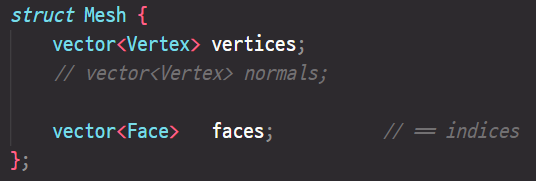 struct Mesh {
    vector<Vertex> vertices;
    // vector<Vertex> normals;
    vector<Face>   faces;          // == indices
};